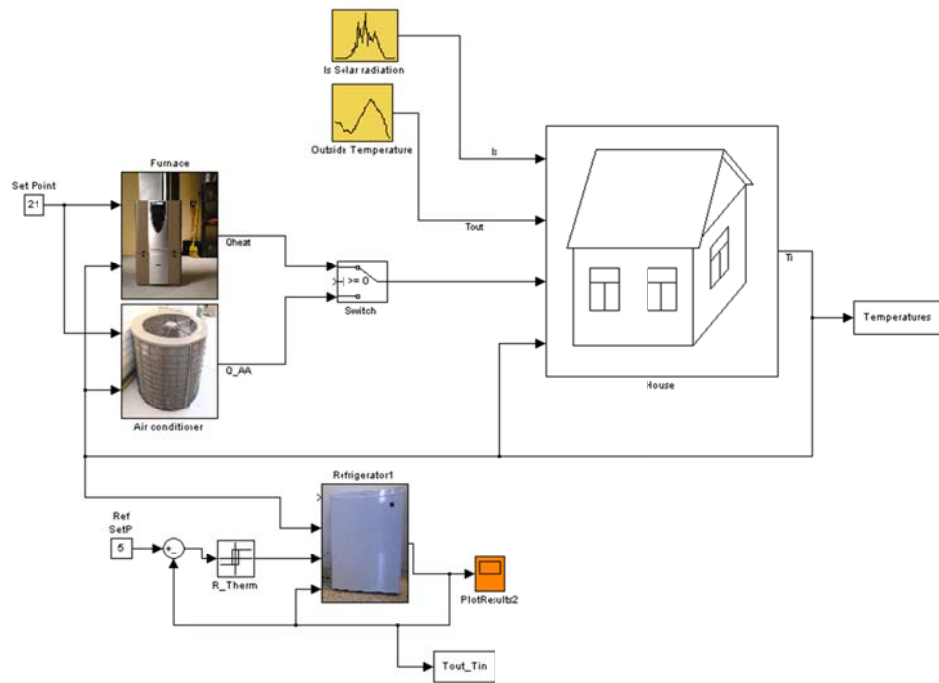 Is Solar radiation
Outside Temperature
Furnace
Set Point
21
Is
Tout
Qheat
>= 0
Switch
Ti
Temperatures
House
Q_AA
Air conditioner
Refrigerator1
Ref
SetP
5
+_
R_Therm
PlotResults2
Tout_Tin